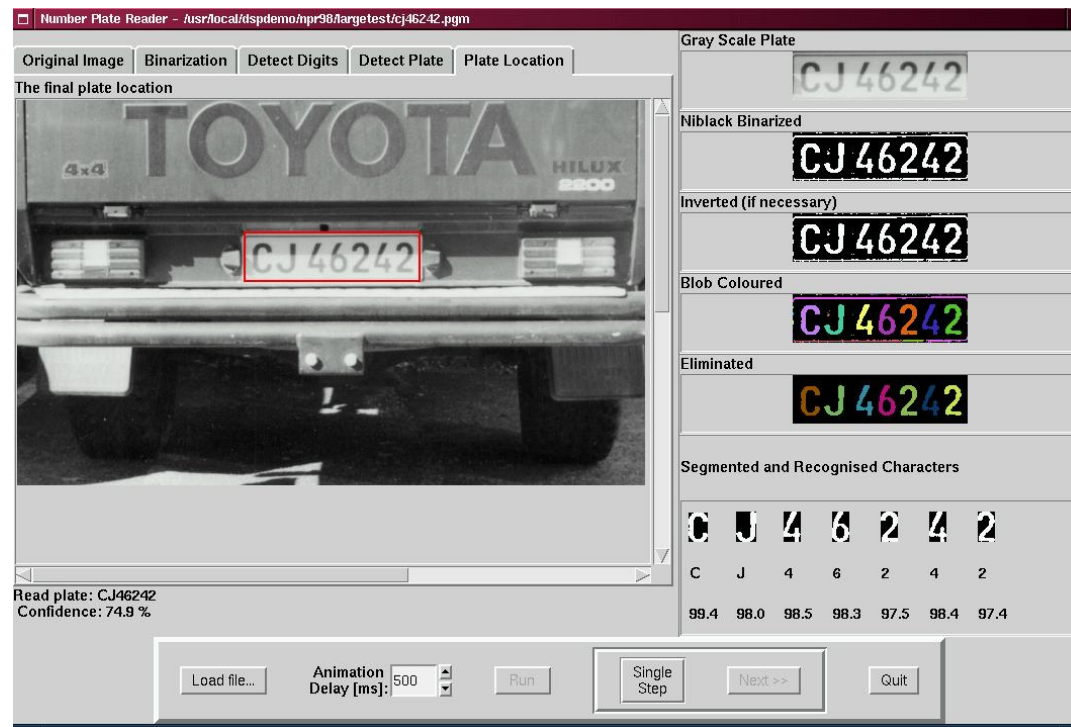 Number Plate Reader - /usr/local/dspdemo/npr98/largetest/cj46242.pgm
Original Image Binarization Detect Digits Detect Plate Plate Location
The final plate location
TOYOTA
4x4
HILUX
2200
CJ 46242
Read plate: CJ46242
Confidence: 74.9 %
Gray Scale Plate
CJ 46242
Niblack Binarized
CJ 46242
Inverted (if necessary)
CJ 46242
Blob Coloured
CJ 46242
Eliminated
CJ 46242
Segmented and Recognised Characters
C J 4 6 2 4 2
C J 4 6 2 4 2
99.4 98.0 98.5 98.3 97.5 98.4 97.4
Load file...
Animation
Delay [ms]: 500
Run
Single
Step
Next >>
Quit